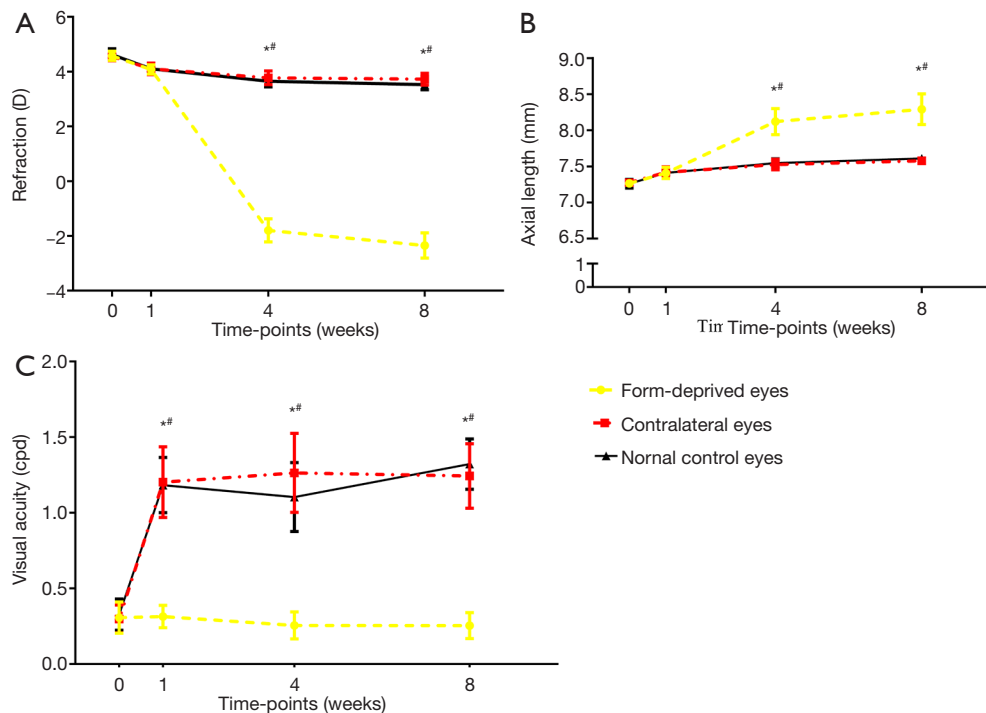 A
6
4
2
0
−2
−4
Refraction (D)
*#
*#
0 1 4 8
Time-points (weeks)
B
9.0
8.5
8.0
7.5
7.0
6.5
1
0
Axial length (mm)
*#
*#
0 1 4 8
Tim Time-points (weeks)
C
2.0
1.5
1.0
0.5
0.0
Visual acuity (cpd)
*#
*#
*#
0 1 4 8
Time-points (weeks)
Form-deprived eyes
Contralateral eyes
Nornal control eyes